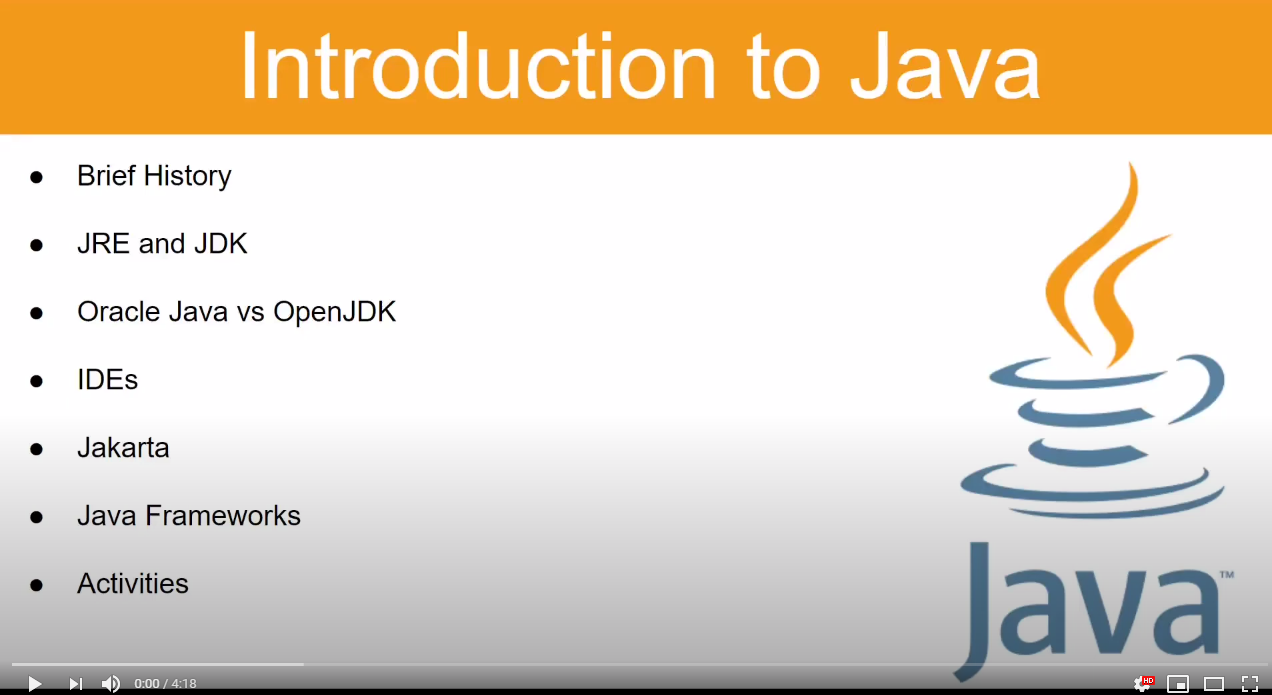 Introduction to Java
● Brief History
● JRE and JDK
● Oracle Java vs OpenJDK
● IDEs
● Jakarta
● Java Frameworks
● Activities
Java™
0:00 / 4:18
HD